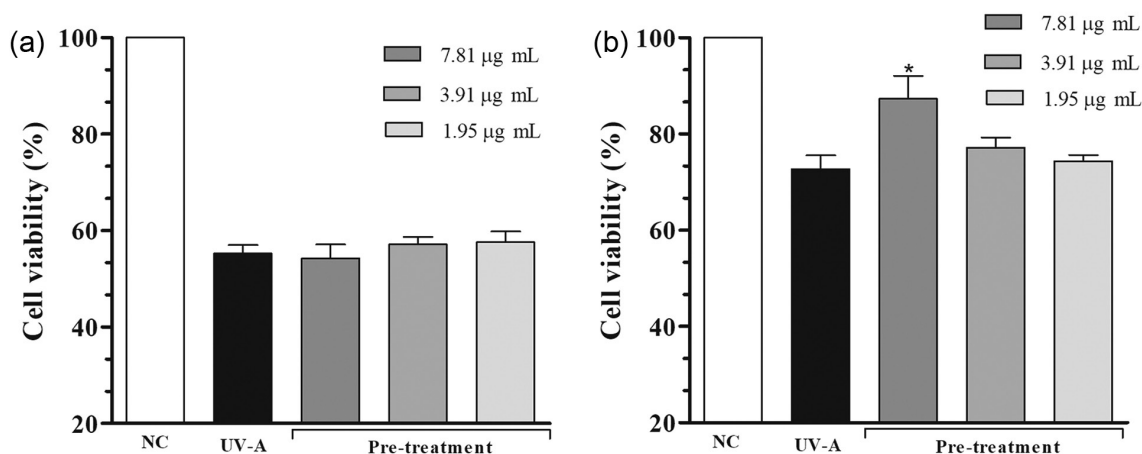 (a)
Cell viability (%)
100
80
60
40
20
7.81 µg mL
3.91 µg mL
1.95 µg mL
NC
UV-A
Pre-treatment
(b)
Cell viability (%)
100
80
60
40
20
*
7.81 µg mL
3.91 µg mL
1.95 µg mL
NC
UV-A
Pre-treatment